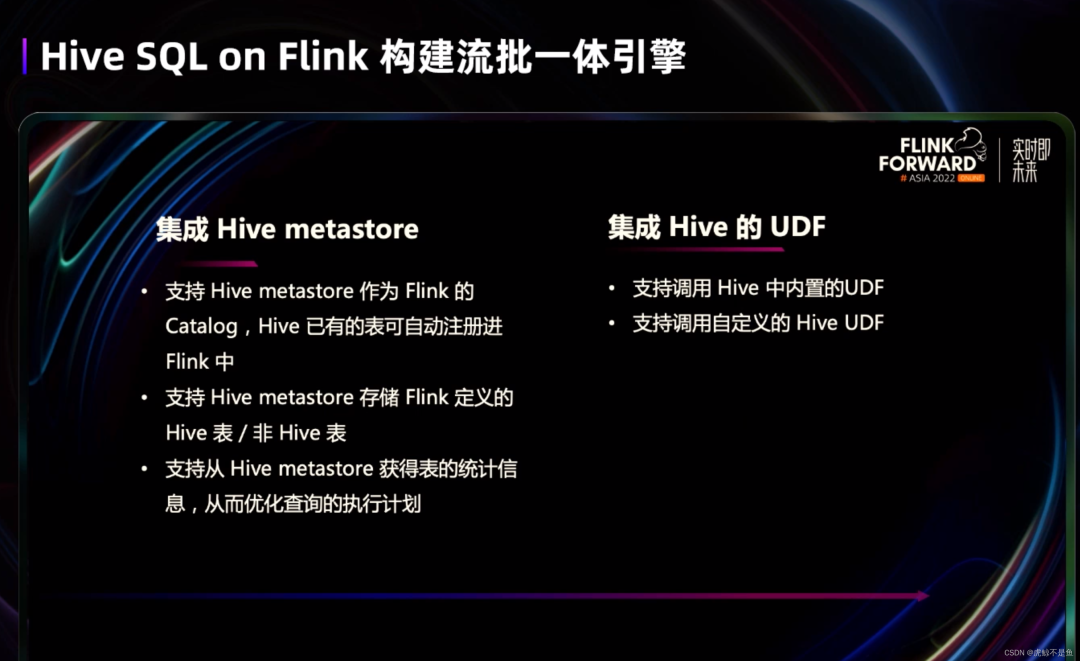 Hive SQL on Flink 构建流批一体引擎
FLINK
FORWARD
# ASIA 2022 ONLINE
实时即
未来
集成 Hive metastore
• 支持 Hive metastore 作为 Flink 的
Catalog，Hive 已有的表可自动注册进
Flink 中
• 支持 Hive metastore 存储 Flink 定义的
Hive 表 / 非 Hive 表
• 支持从 Hive metastore 获得表的统计信
息，从而优化查询的执行计划
集成 Hive 的 UDF
• 支持调用 Hive 中内置的UDF
• 支持调用自定义的 Hive UDF
CSDN @虎鲸不是鱼